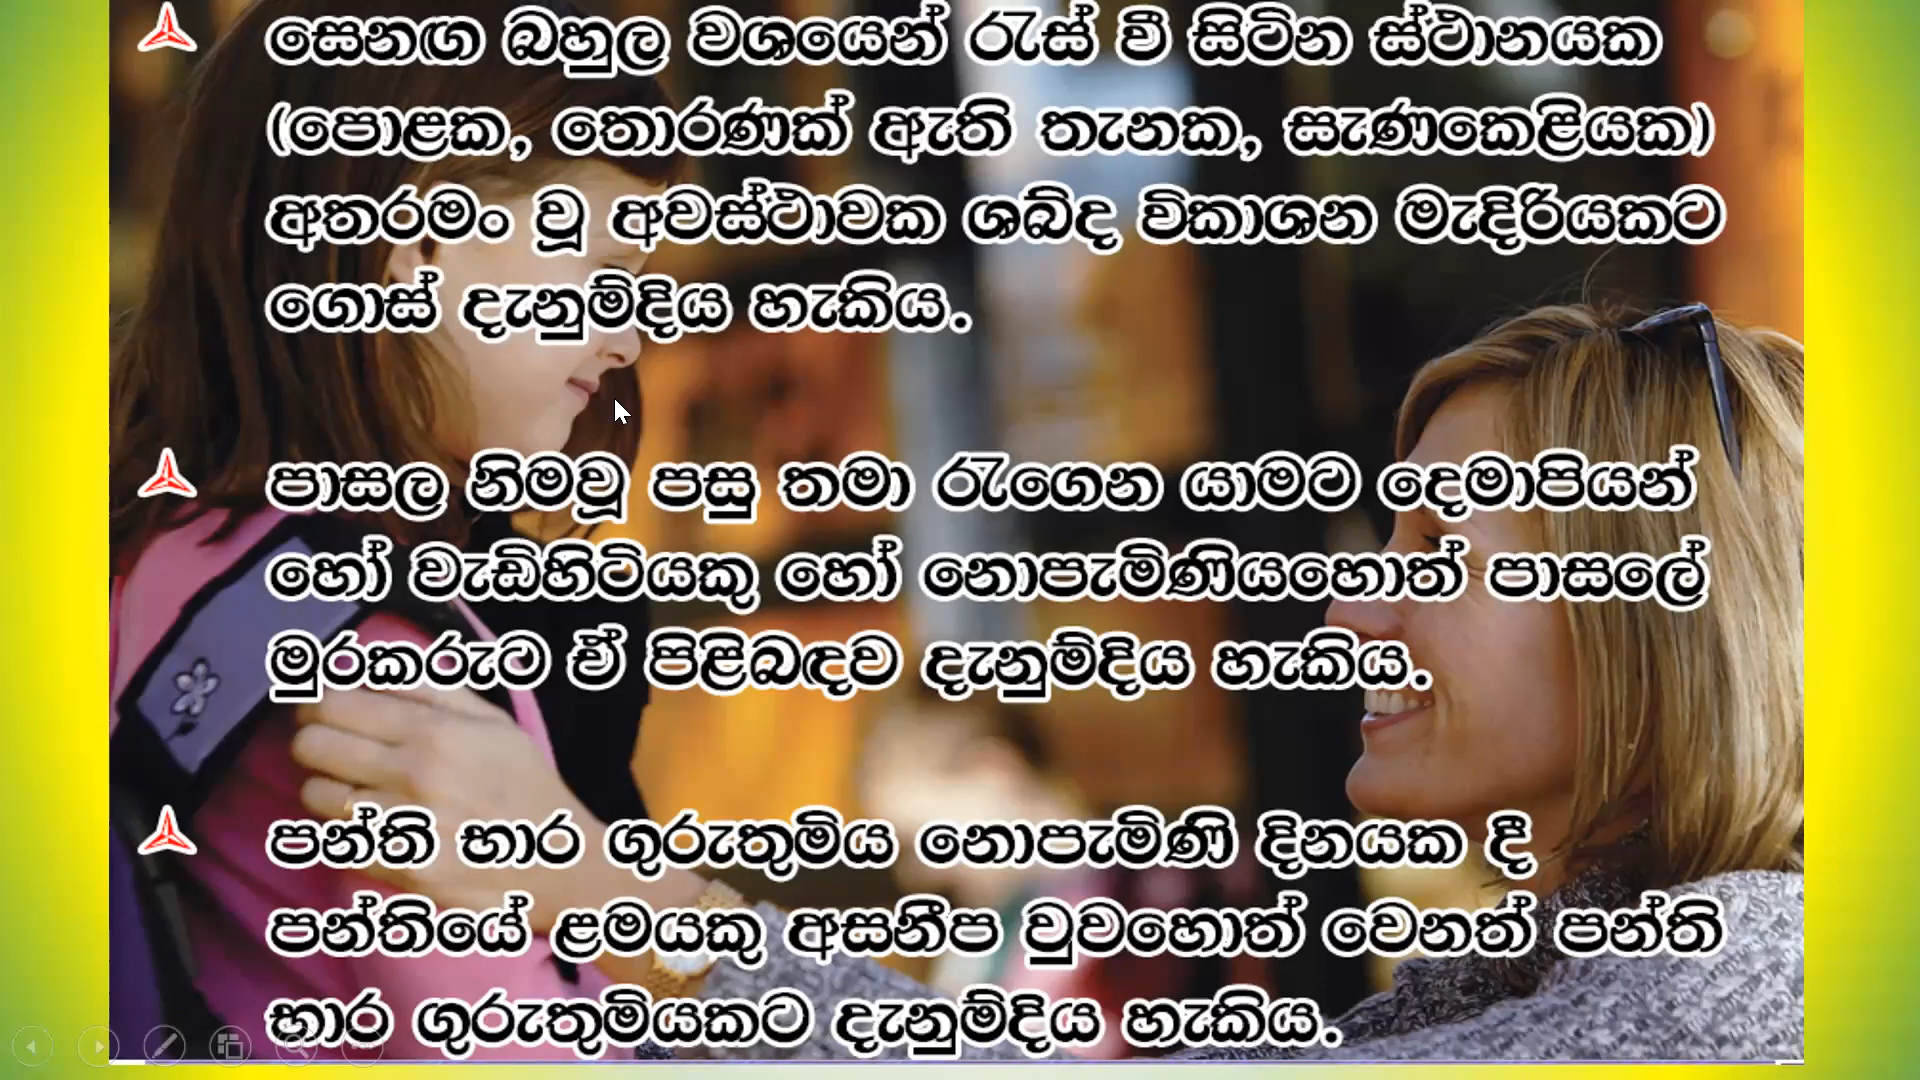 සෙනඟ බහුල වශයෙන් රැස් වී සිටින ස්ථානයක
(පොළක, තොරණක් ඇති තැනක, සැණකෙළියක)
අතරමං වූ අවස්ථාවක ශබ්ද විකාශන මැදිරියකට
ගොස් දැනුම්දිය හැකිය.
පාසල නිමවූ පසු තමා රැගෙන යාමට දෙමාපියන්
හෝ වැඩිහිටියකු හෝ නොපැමිණියහොත් පාසලේ
මුරකරුට ඒ පිළිබඳව දැනුම්දිය හැකිය.
පන්ති භාර ගුරුතුමිය නොපැමිණි දිනයක දී
පන්තියේ ළමයකු අසනීප වුවහොත් වෙනත් පන්ති
භාර ගුරුතුමියකට දැනුම්දිය හැකිය.